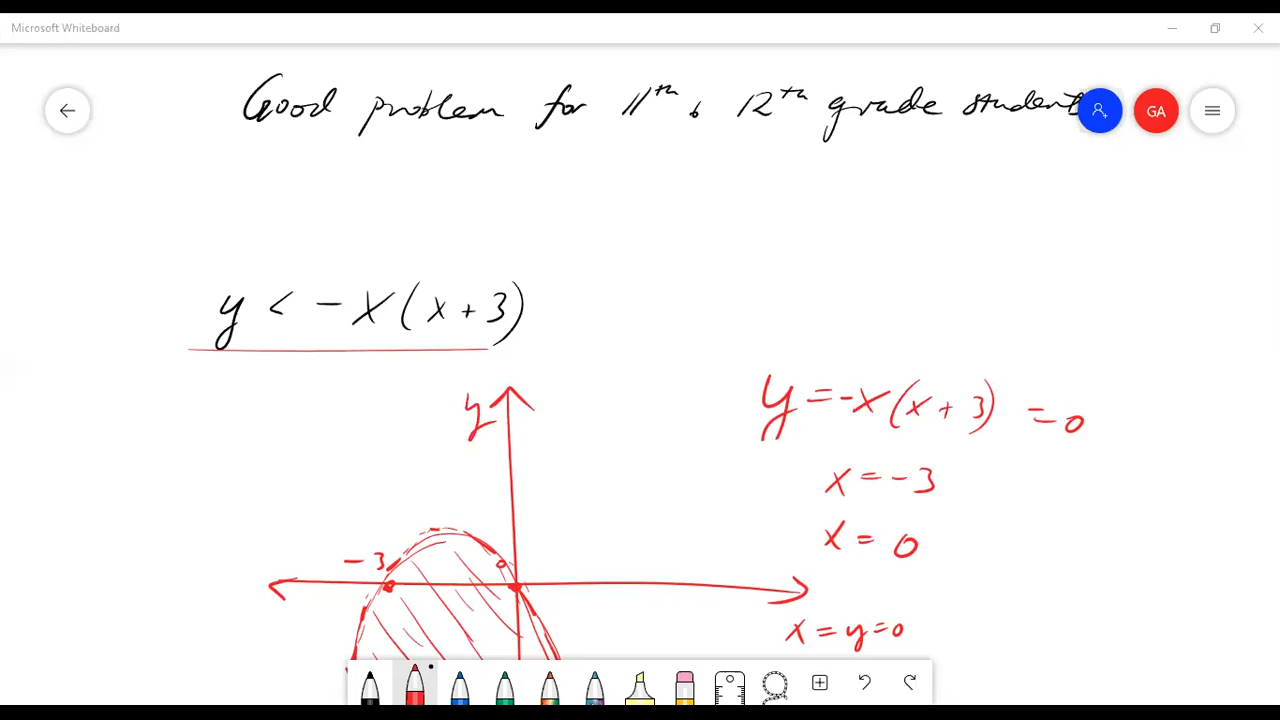 Microsoft Whiteboard
Good problem for 11th & 12th grade students
GA
y < -x(x+3)
y
y = -x(x+3) = 0
x = -3
x = 0
-3
0
x = y = 0